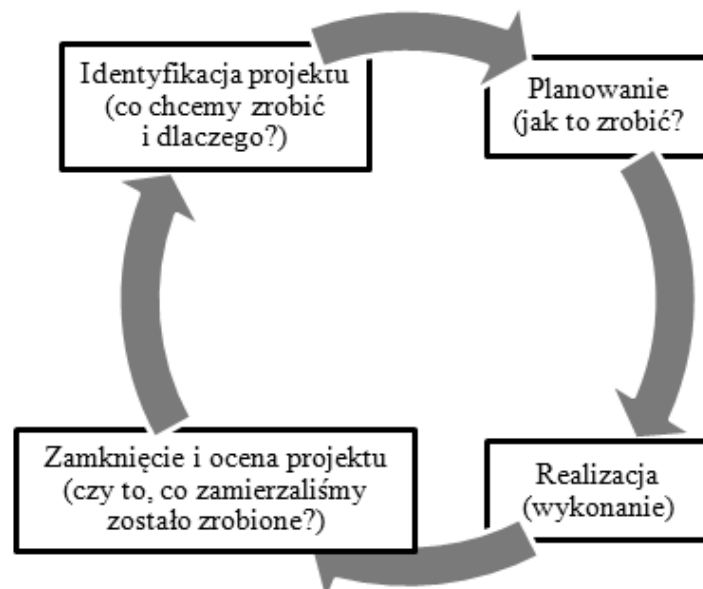 Identyfikacja projektu
(co chcemy zrobić
i dlaczego?)
Planowanie
(jak to zrobić?
Realizacja
(wykonanie)
Zamknięcie i ocena projektu
(czy to, co zamierzaliśmy
zostało zrobione?)